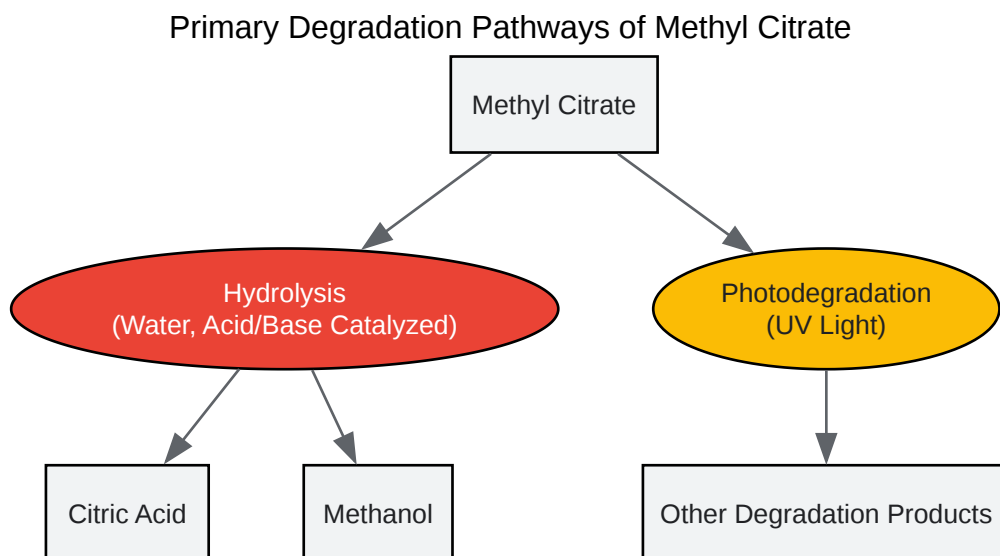 Primary Degradation Pathways of Methyl Citrate
Methyl Citrate
Hydrolysis
(Water, Acid/Base Catalyzed)
Photodegradation
(UV Light)
Citric Acid
Methanol
Other Degradation Products